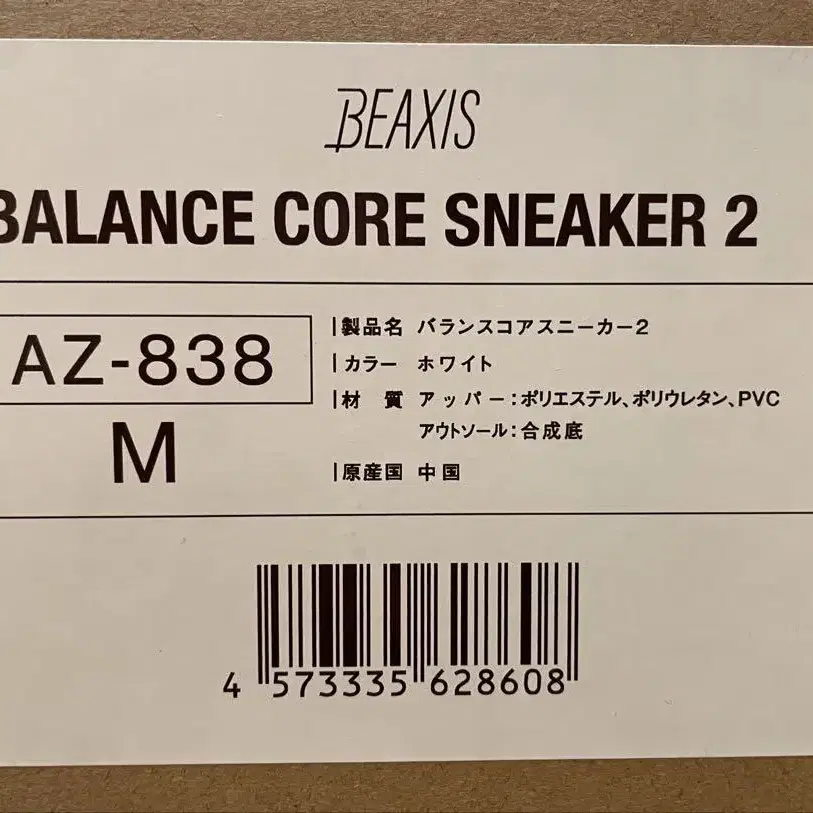 BEAXIS
BALANCE CORE SNEAKER 2
AZ-838
M
製品名 バランスコアスニーカー2
カラー ホワイト
材質 アッパー:ポリエステル、ポリウレタン、PVC
アウトソール:合成底
原産国 中国
4 573335 628608